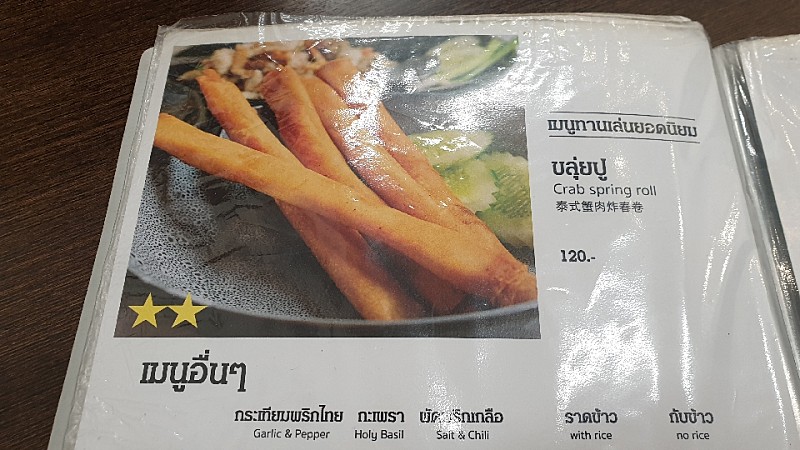 เมนูทานเล่นยอดนิยม
ขลุ่ยปู
Crab spring roll
泰式蟹肉炸春卷
120.-
เมนูอื่นๆ
กระเทียมพริกไทย กะเพรา ผัดพริกเกลือ ราดข้าว กับข้าว
Garlic & Pepper Holy Basil Salt & Chili with rice no rice